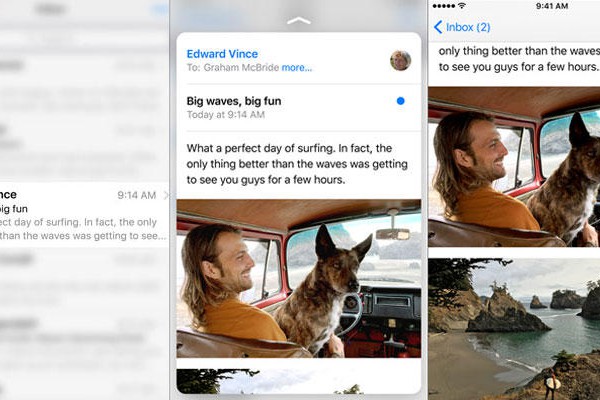 nce 9:14 AM
big fun
ect day of surfing. In fact, the only
than the waves was getting to see...
Edward Vince
To: Graham McBride more...
Big waves, big fun
Today at 9:14 AM
What a perfect day of surfing. In fact, the
only thing better than the waves was getting
to see you guys for a few hours.
9:41 AM
Inbox (2)
only thing better than the waves
to see you guys for a few hours.